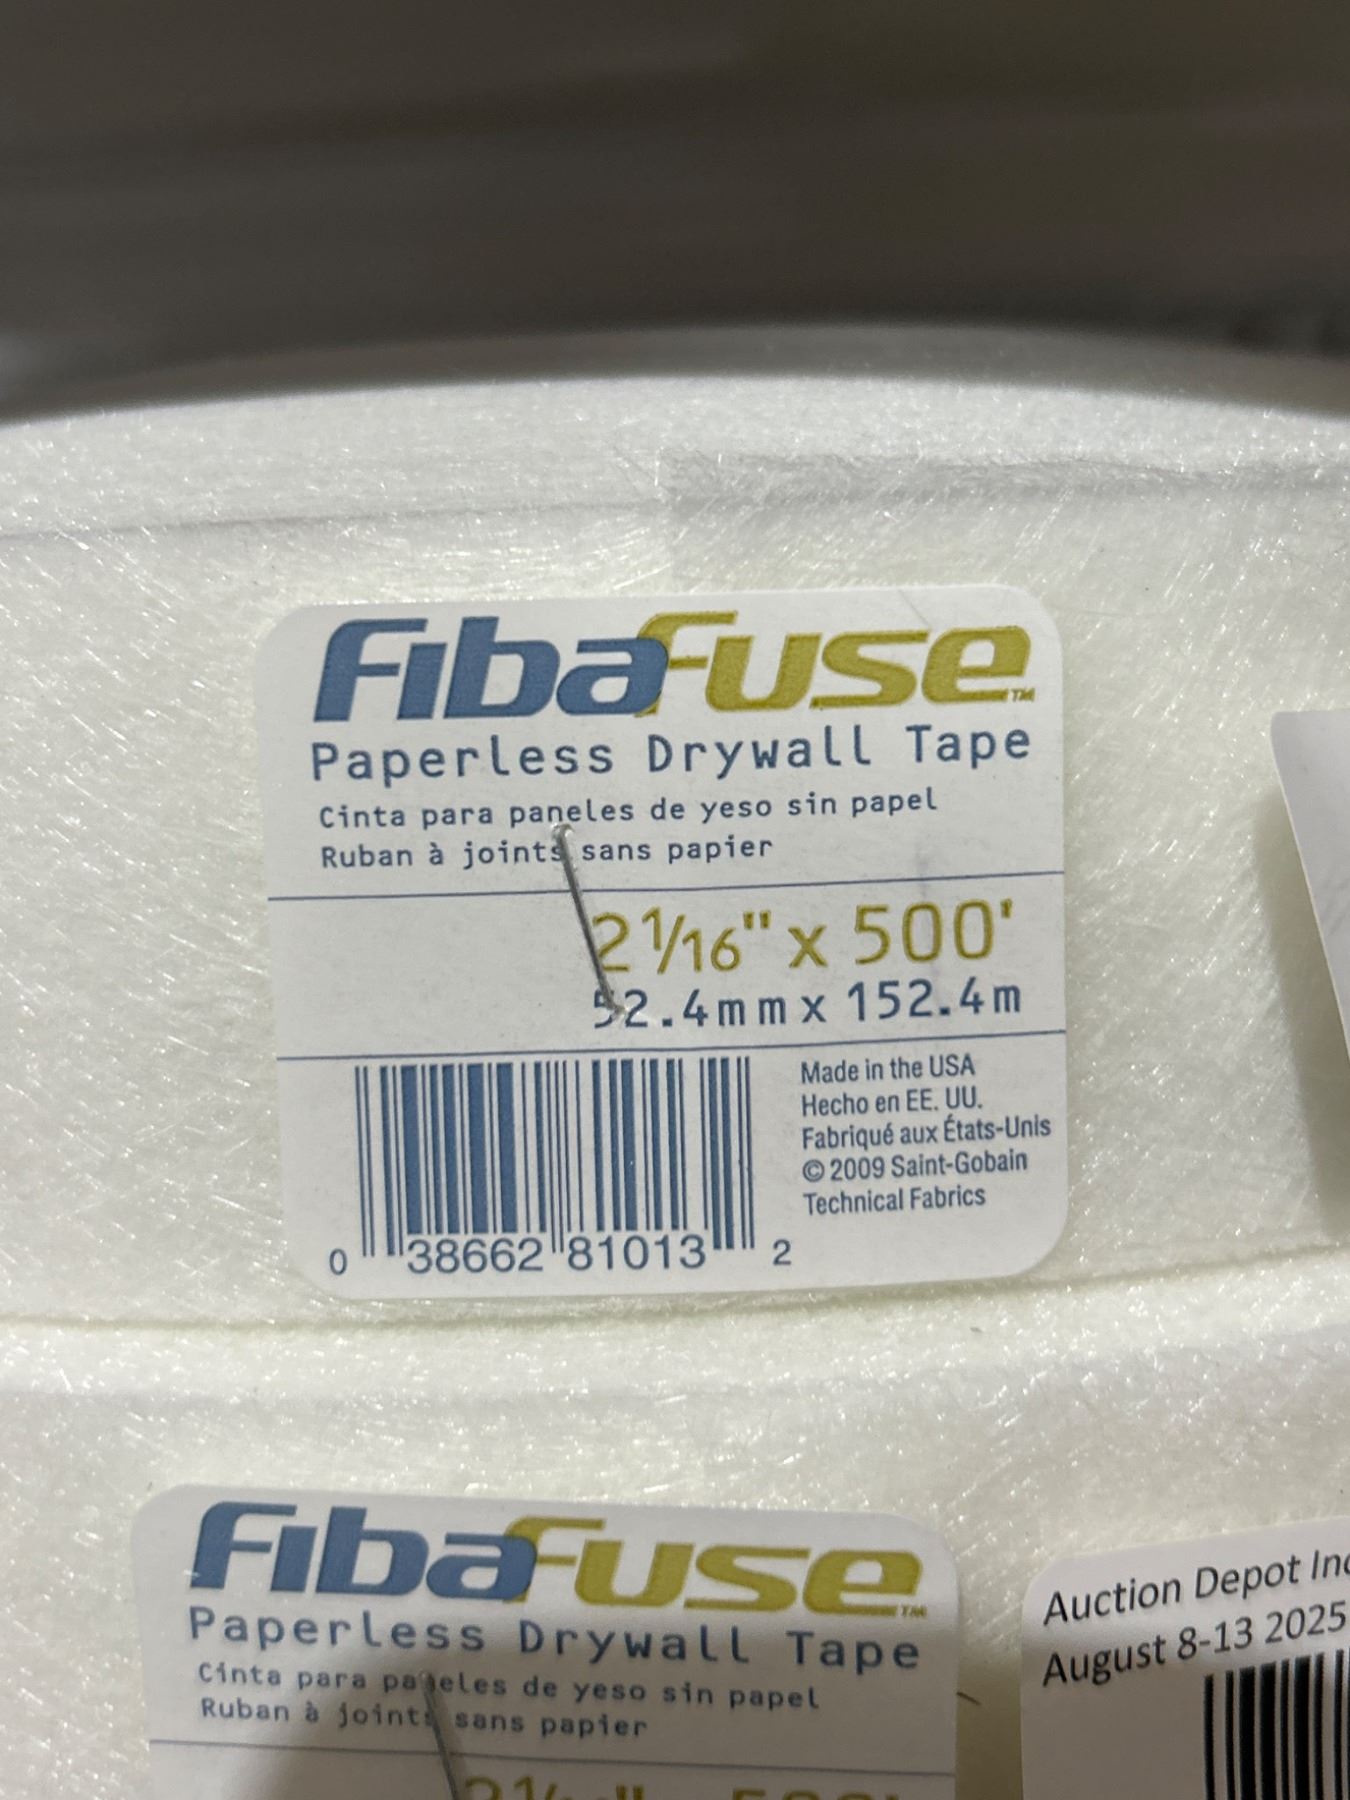 Fibafuse™
Paperless Drywall Tape
Cinta para paneles de yeso sin papel
Ruban à joints sans papier
2 1/16" x 500'
52.4mm x 152.4m
Made in the USA
Hecho en EE. UU.
Fabriqué aux États-Unis
© 2009 Saint-Gobain
Technical Fabrics
0 38662 81013 2
Fibafuse™
Paperless Drywall Tape
Cinta para paneles de yeso sin papel
Ruban à joints sans papier
Auction Depot Inc
August 8-13 2025